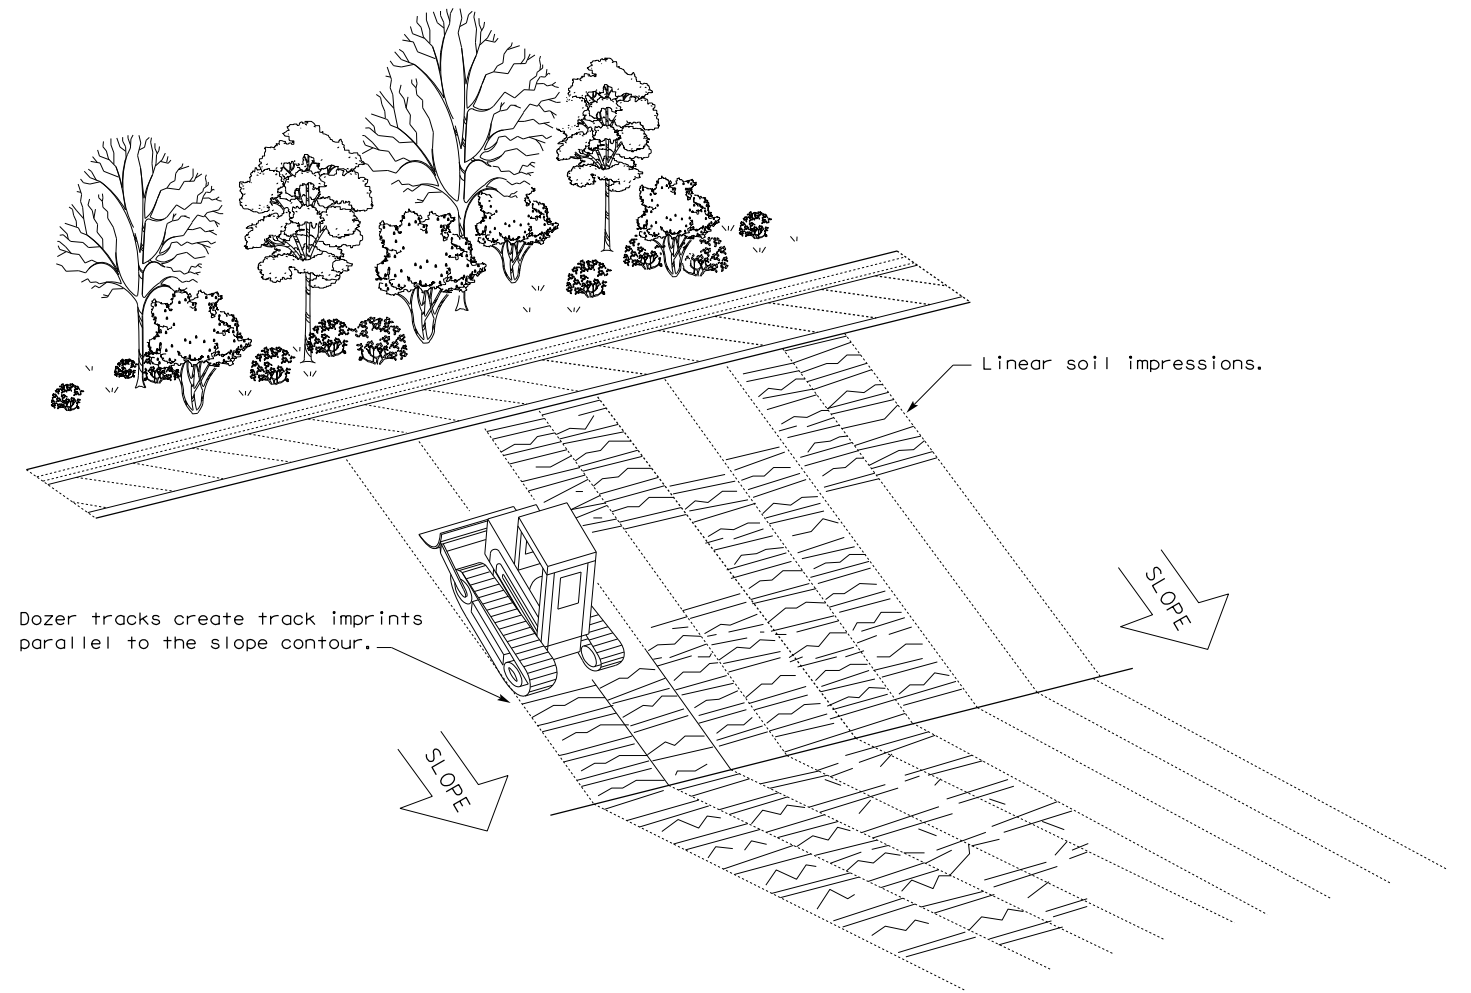 Linear soil impressions.
SLOPE
Dozer tracks create track imprints
parallel to the slope contour.
SLOPE